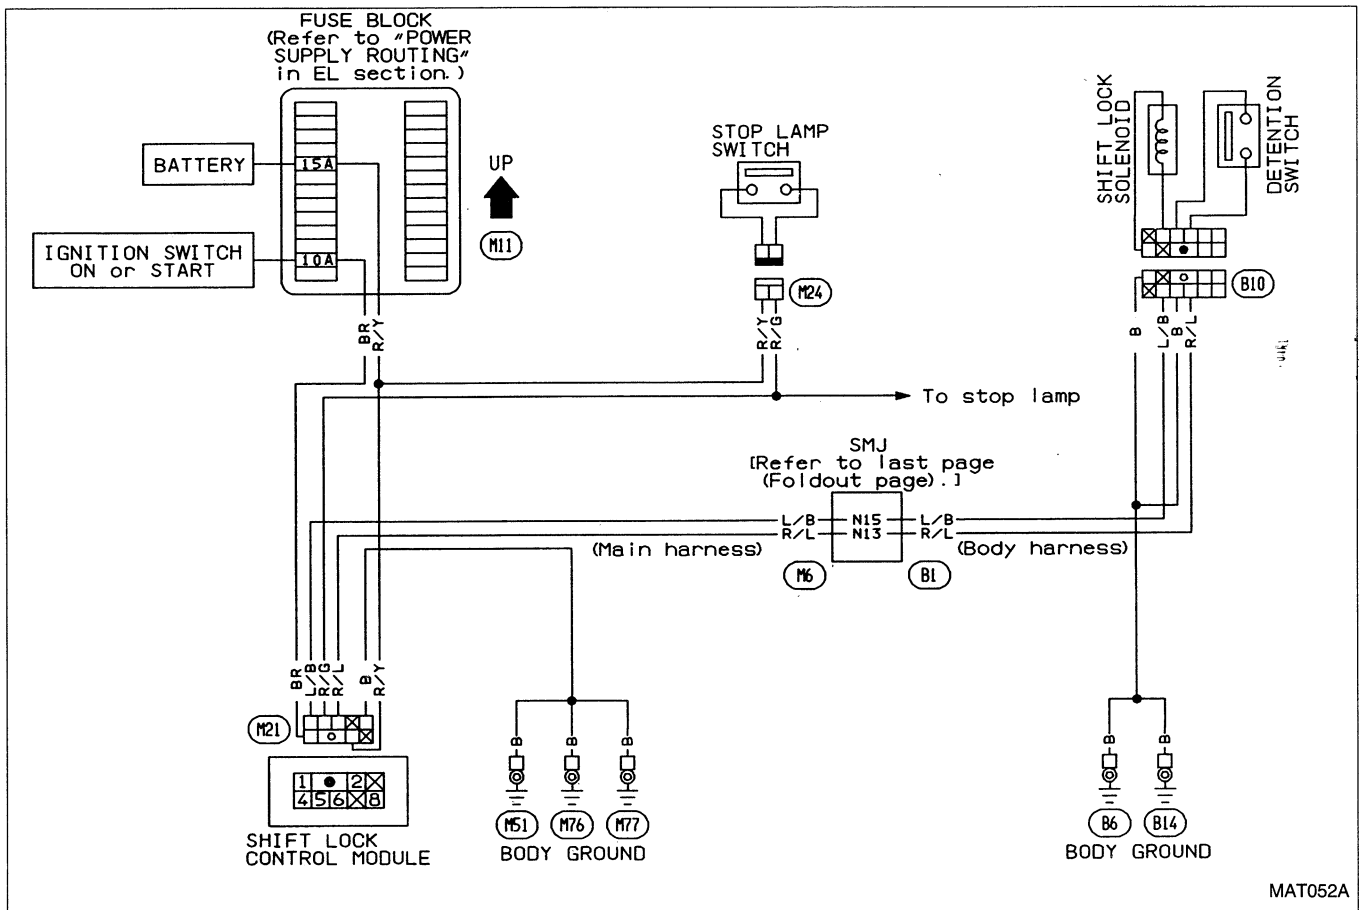 FUSE BLOCK
(Refer to "POWER
SUPPLY ROUTING"
in EL section.)
BATTERY
15A
IGNITION SWITCH
ON or START
10A
UP
M11
STOP LAMP
SWITCH
M24
SHIFT LOCK
SOLENOID
DETENTION
SWITCH
B10
BR
R/Y
R/Y
R/G
B
L/B
B
R/L
To stop lamp
SMJ
[Refer to last page
(Foldout page).]
L/B N15 L/B
R/L N13 R/L
(Main harness)
(Body harness)
M6
B1
BR
L/B
R/G
R/L
B
R/Y
M21
1 2
4 5 6 8
SHIFT LOCK
CONTROL MODULE
B B B
M51 M76 M77
BODY GROUND
B B
B6 B14
BODY GROUND
MAT052A